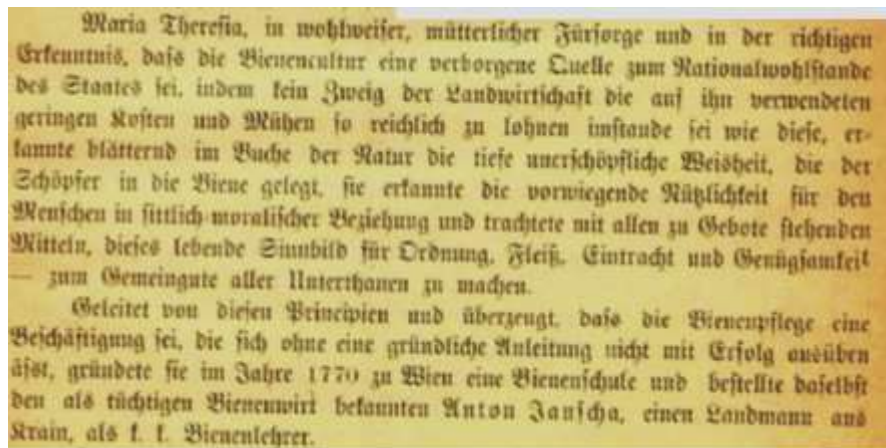 Maria Theresia, in wohlweiser, mütterlicher Fürsorge und in der richtigen
Erkenntnis, dass die Bienencultur eine verborgene Quelle zum Nationalwohlstande
des Staates sei, indem kein Zweig der Landwirtschaft die auf ihn verwendeten
geringen Kosten und Mühen so reichlich zu lohnen imstande sei wie diese, er-
kannte blätternd im Buche der Natur die tiefe unerschöpfliche Weisheit, die der
Schöpfer in die Biene gelegt, sie erkannte die vorwiegende Nützlichkeit für den
Menschen in sittlich-moralischer Beziehung und trachtete mit allen zu Gebote stehenden
Mitteln, dieses lebende Sinnbild für Ordnung, Fleiß, Eintracht und Genügsamkeit
— zum Gemeingute aller Unterthanen zu machen.
Geleitet von diesen Principien und überzeugt, dass die Bienenpflege eine
Beschäftigung sei, die sich ohne eine gründliche Anleitung nicht mit Erfolg ausüben
ässt, gründete sie im Jahre 1770 zu Wien eine Bienenschule und bestellte daselbst
den als tüchtigen Bienenwirt bekannten Anton Janscha, einen Landmann aus
Krain, als k. k. Bienenlehrer.